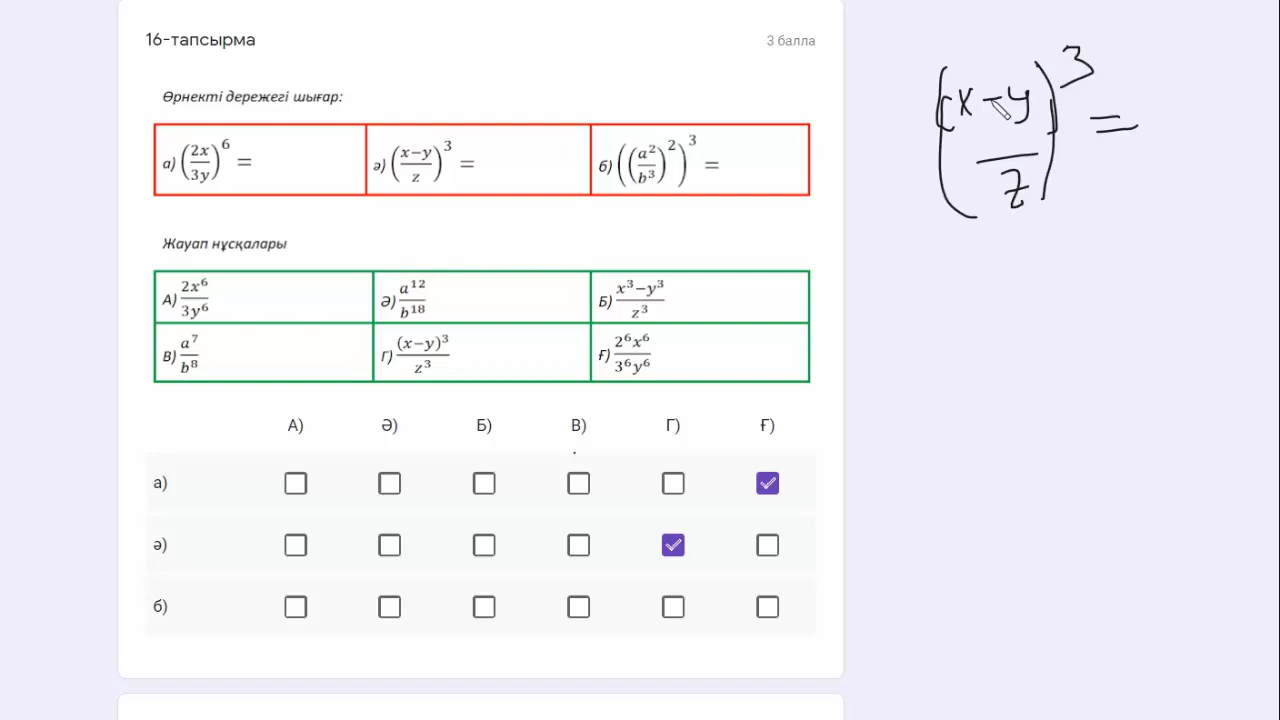 16-тапсырма
3 балла
Өрнекті дережегі шығар:
а) (2x/3y)^6 =
ә) ((x−y)/z)^3 =
б) ((a^2/b^3)^2)^3 =
Жауап нұсқалары
А) 2x^6/3y^6
Ә) a^12/b^18
Б) (x^3−y^3)/z^3
В) a^7/b^8
Г) (x−y)^3/z^3
Ғ) 2^6x^6/3^6y^6
А) Ә) Б) В) Г) Ғ)
а)
ә)
б)
((x−y)/z)^3 =